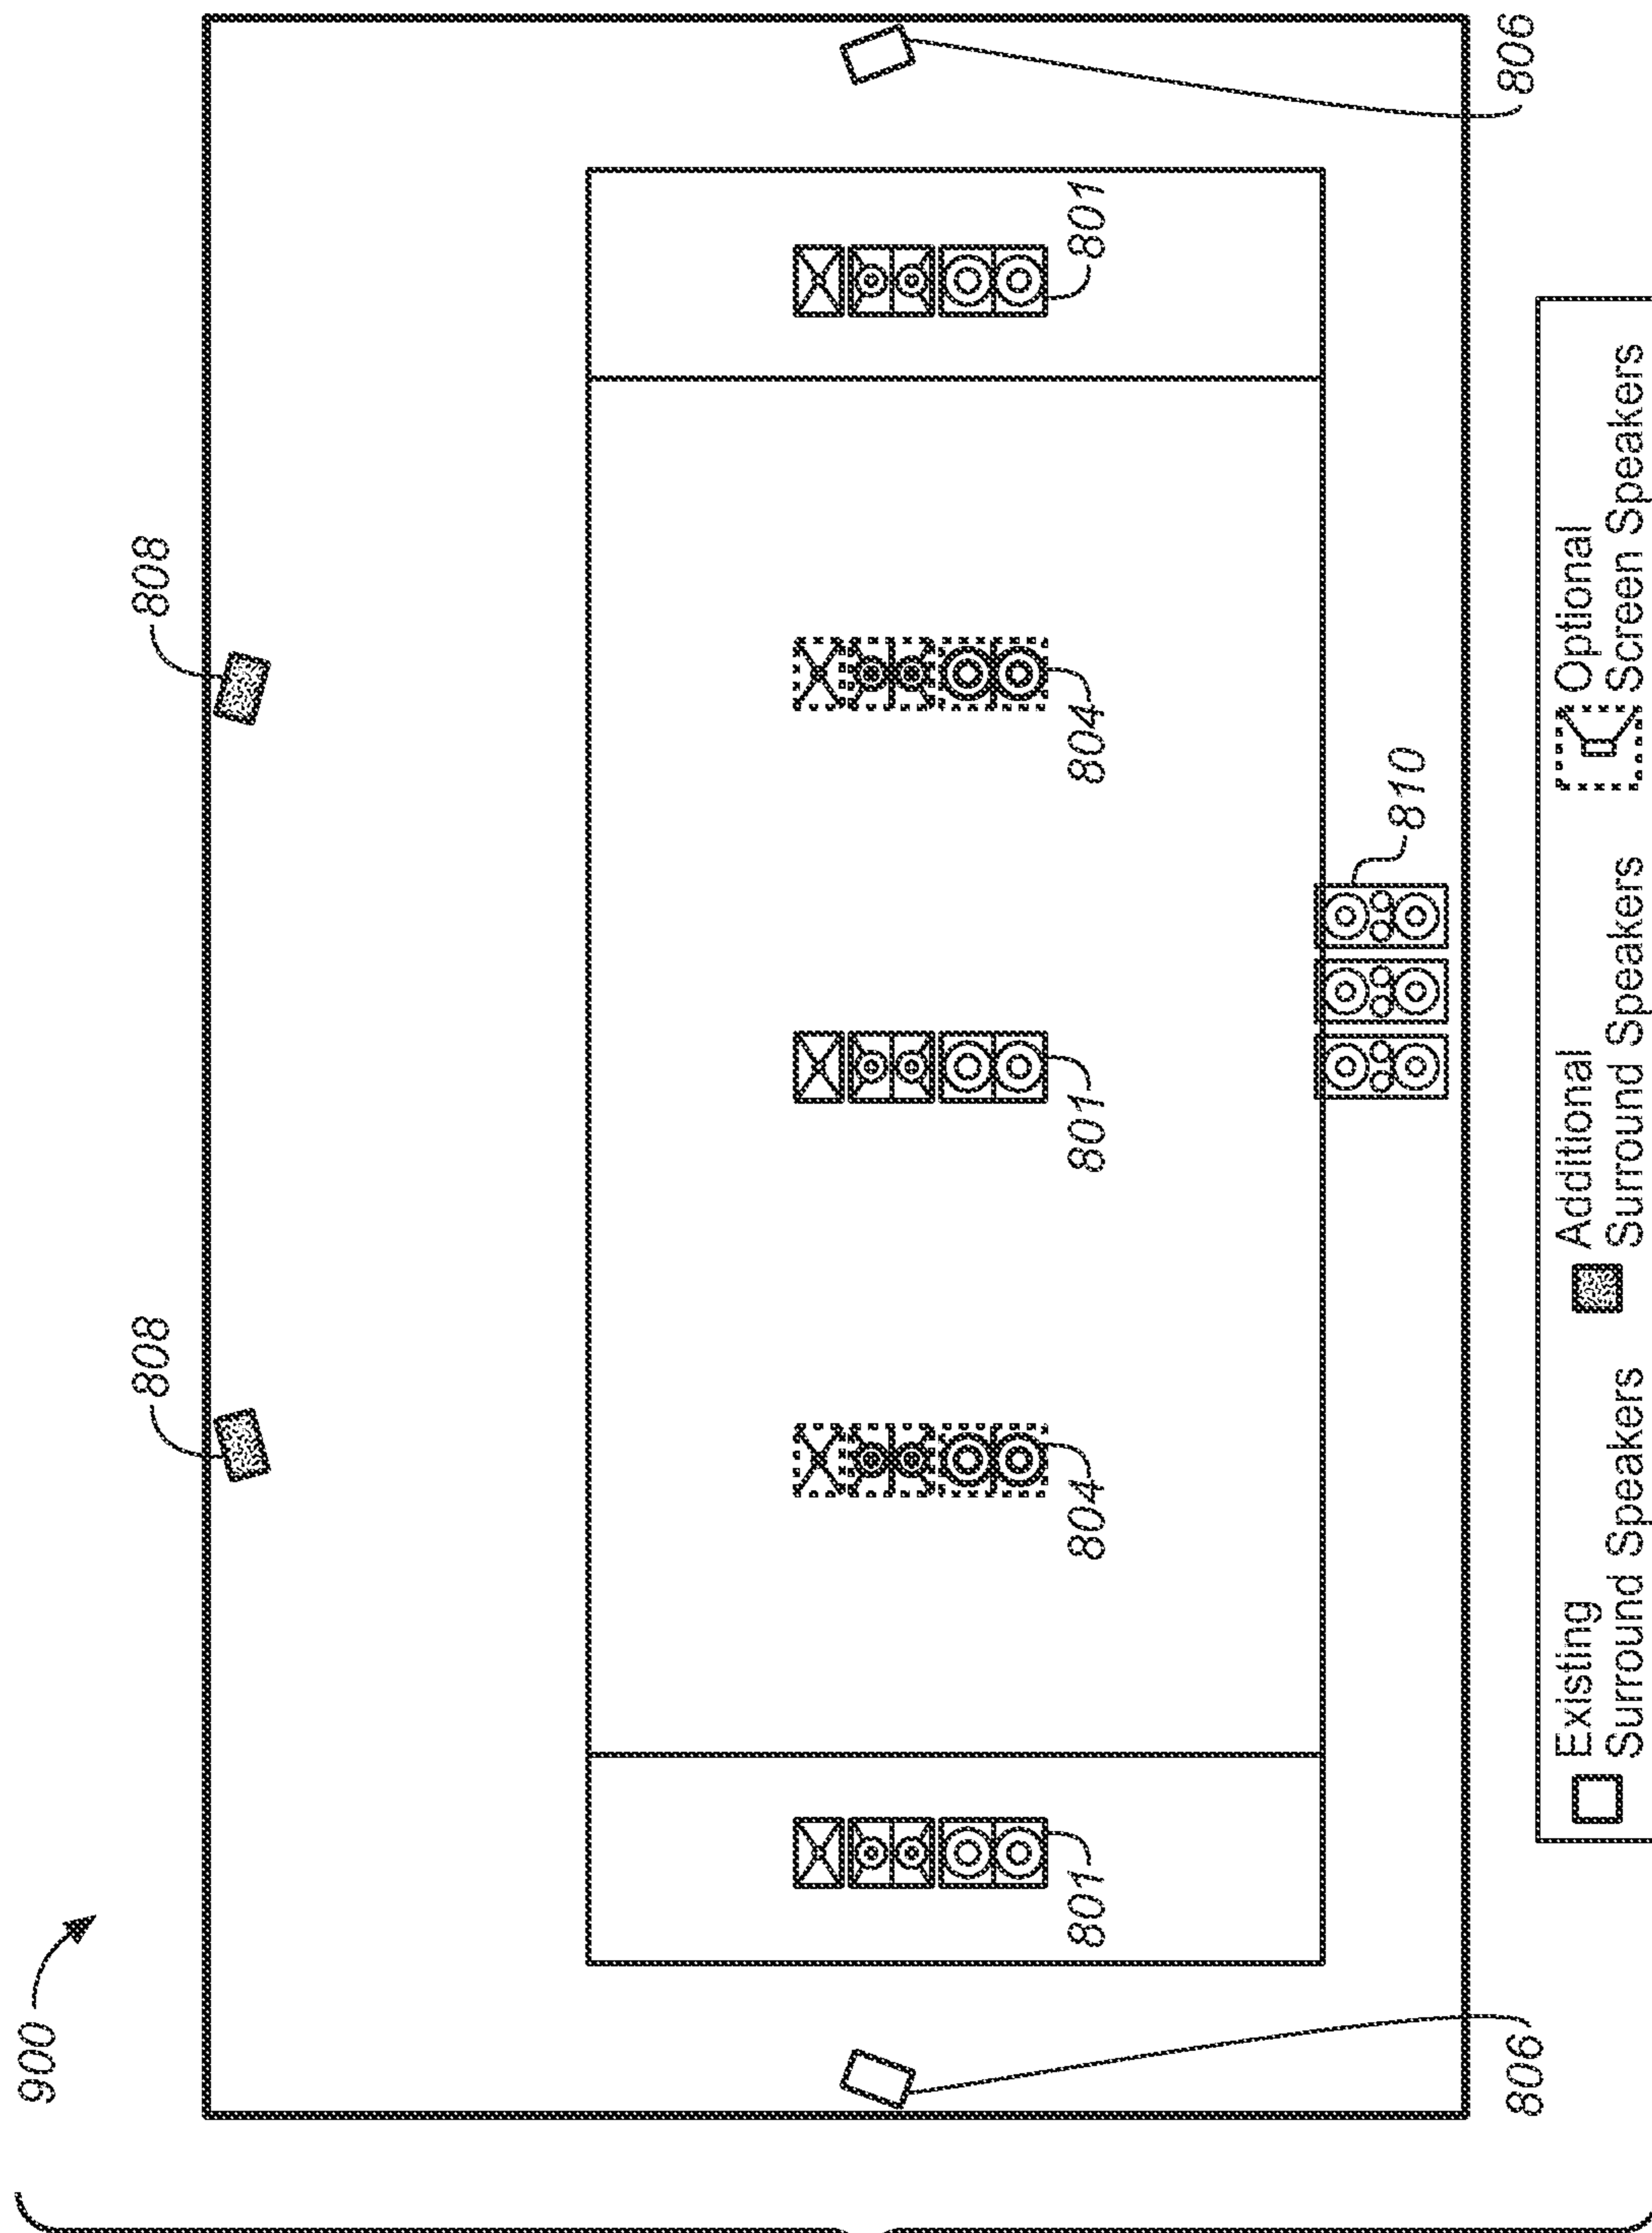 900
808
808
806
806
801
804
801
804
801
810
Existing
Surround Speakers
Additional
Surround Speakers
Optional
Screen Speakers